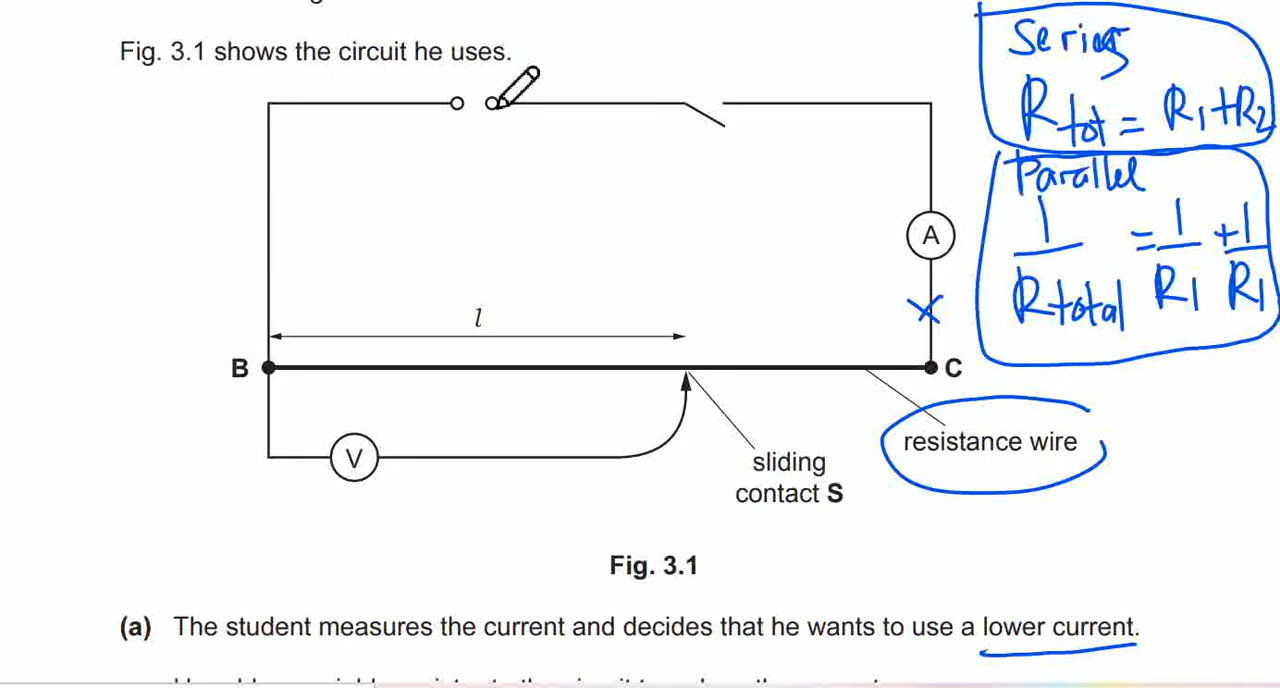 Fig. 3.1 shows the circuit he uses.
Series
R tot = R1+R2
Parallel
1/R total = 1/R1 + 1/R1
A
l
B
C
V
resistance wire
sliding
contact S
Fig. 3.1
(a) The student measures the current and decides that he wants to use a lower current.